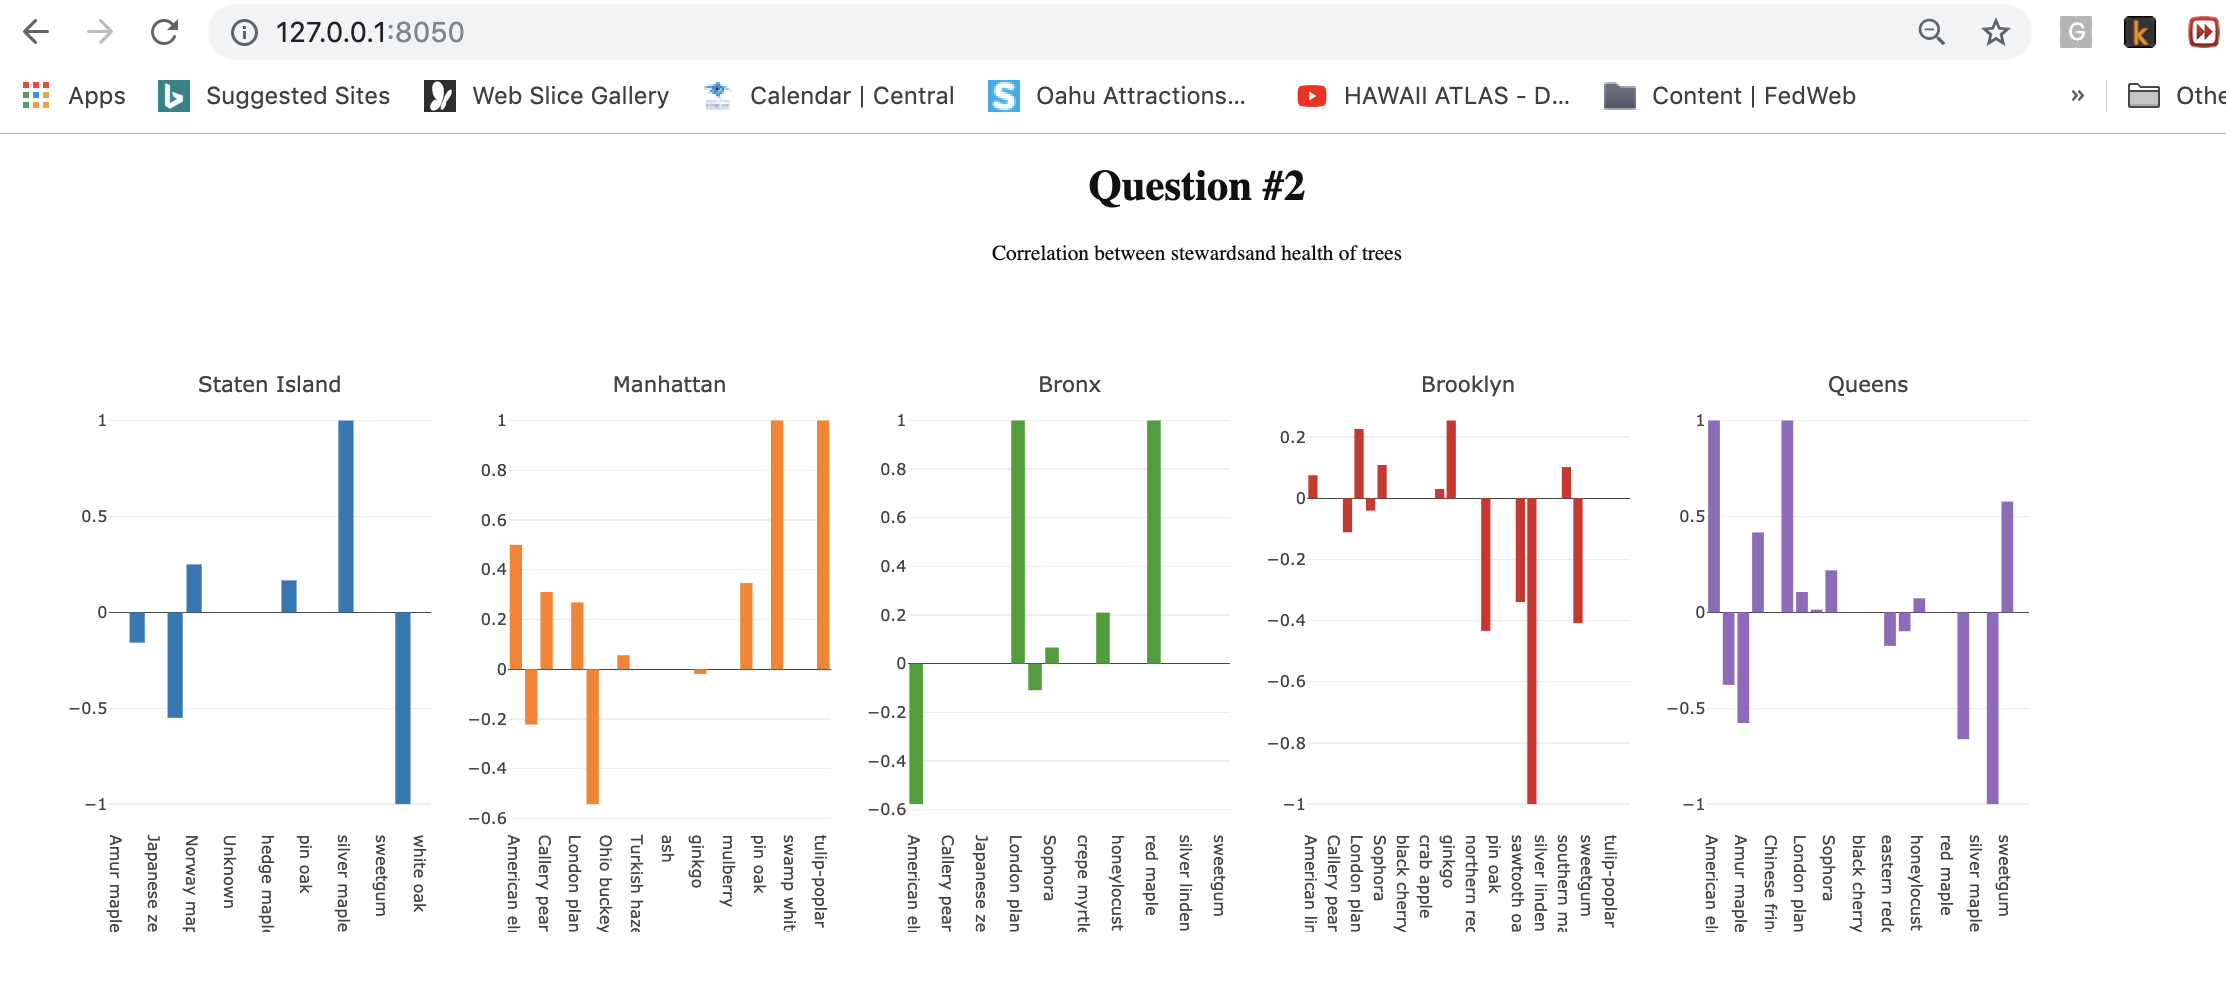 127.0.0.1:8050
G
k
Apps
b
Suggested Sites
Web Slice Gallery
Calendar | Central
S
Oahu Attractions...
HAWAII ATLAS - D...
Content | FedWeb
»
Othe
Question #2
Correlation between stewardsand health of trees
Staten Island
1
0.5
0
−0.5
−1
Amur maple
Japanese ze
Norway map
Unknown
hedge maple
pin oak
silver maple
sweetgum
white oak
Manhattan
1
0.8
0.6
0.4
0.2
0
−0.2
−0.4
−0.6
American elm
Callery pear
London plan
Ohio buckey
Turkish haze
ash
ginkgo
mulberry
pin oak
swamp whit
tulip-poplar
Bronx
1
0.8
0.6
0.4
0.2
0
−0.2
−0.4
−0.6
American elm
Callery pear
Japanese ze
London plan
Sophora
crepe myrtle
honeylocust
red maple
silver linden
sweetgum
Brooklyn
0.2
0
−0.2
−0.4
−0.6
−0.8
−1
American lin
Callery pear
London plan
Sophora
black cherry
crab apple
ginkgo
northern red
pin oak
sawtooth oa
silver linden
southern ma
sweetgum
tulip-poplar
Queens
1
0.5
0
−0.5
−1
American elm
Amur maple
Chinese frin
London plan
Sophora
black cherry
eastern redc
honeylocust
red maple
silver maple
sweetgum